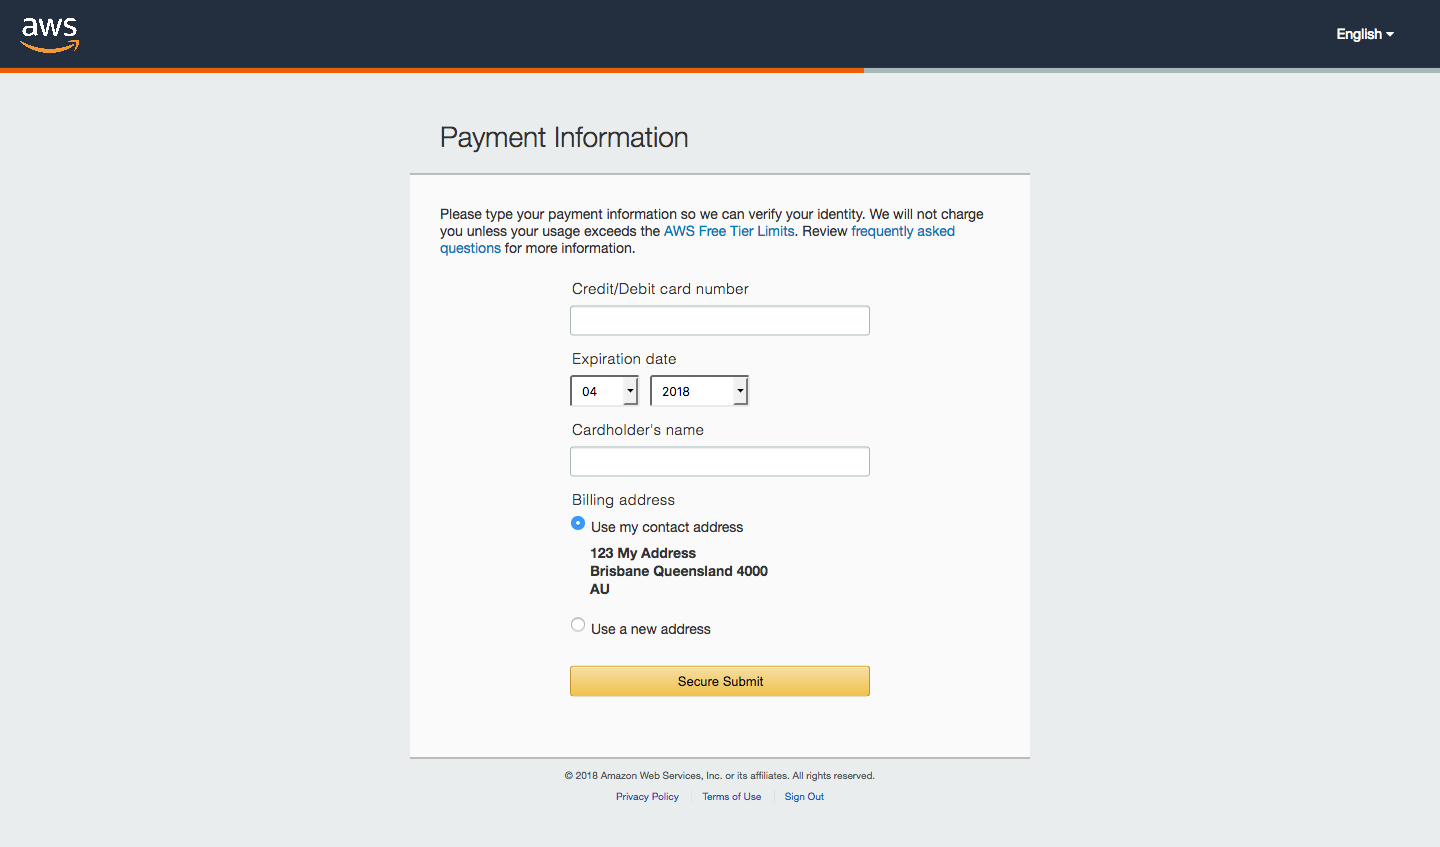 aws
English
Payment Information
Please type your payment information so we can verify your identity. We will not charge
you unless your usage exceeds the AWS Free Tier Limits. Review frequently asked
questions for more information.
Credit/Debit card number
Expiration date
04 2018
Cardholder's name
Billing address
Use my contact address
123 My Address
Brisbane Queensland 4000
AU
Use a new address
Secure Submit
© 2018 Amazon Web Services, Inc. or its affiliates. All rights reserved.
Privacy Policy Terms of Use Sign Out